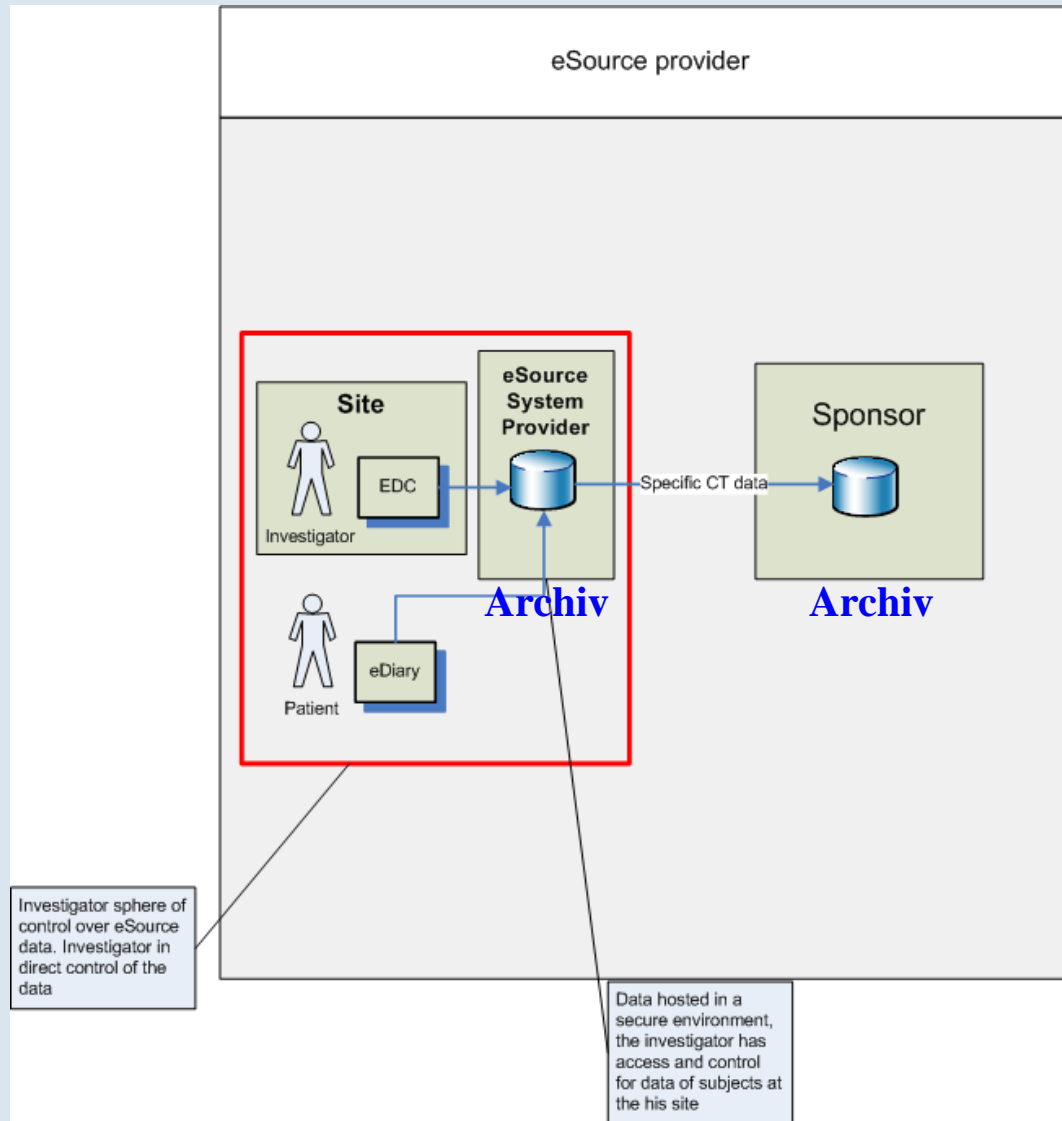 eSource provider
Site
Investigator
EDC
eSource
System
Provider
Specific CT data
Sponsor
Archiv
Archiv
Patient
eDiary
Investigator sphere of
control over eSource
data. Investigator in
direct control of the
data
Data hosted in a
secure environment,
the investigator has
access and control
for data of subjects at
the his site